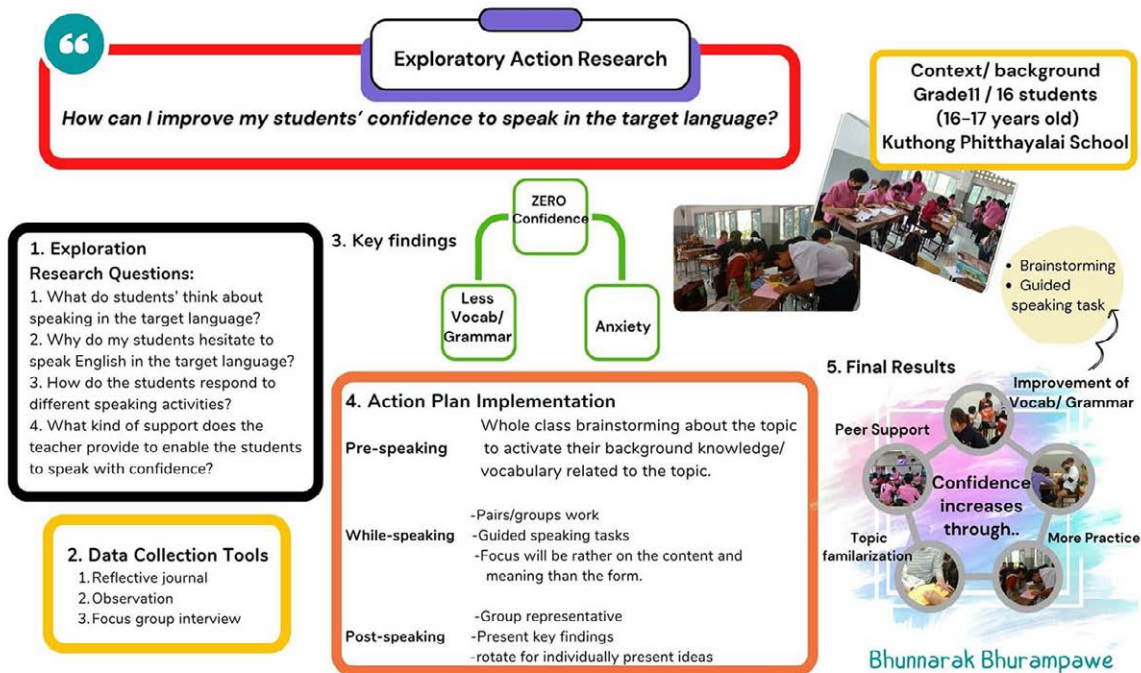 Exploratory Action Research
How can I improve my students' confidence to speak in the target language?
Context/ background
Grade11 / 16 students
(16-17 years old)
Kuthong Phitthayalai School
1. Exploration
Research Questions:
1. What do students' think about
speaking in the target language?
2. Why do my students hesitate to
speak English in the target language?
3. How do the students respond to
different speaking activities?
4. What kind of support does the
teacher provide to enable the students
to speak with confidence?
2. Data Collection Tools
1. Reflective journal
2. Observation
3. Focus group interview
3. Key findings
ZERO
Confidence
Less
Vocab/
Grammar
Anxiety
4. Action Plan Implementation
Pre-speaking
Whole class brainstorming about the topic
to activate their background knowledge/
vocabulary related to the topic.
While-speaking
-Pairs/groups work
-Guided speaking tasks
-Focus will be rather on the content and
meaning than the form.
Post-speaking
-Group representative
-Present key findings
-rotate for individually present ideas
• Brainstorming
• Guided
speaking task
5. Final Results
Improvement of
Vocab/ Grammar
Peer Support
Confidence
increases
through..
Topic
familarization
More Practice
Bhunnarak Bhurampawe